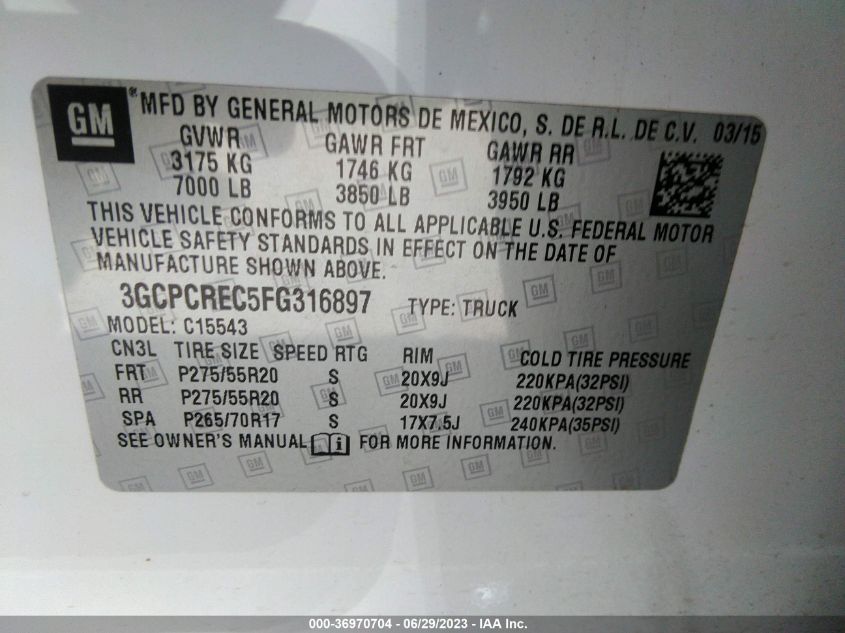 GM ® MFD BY GENERAL MOTORS DE MEXICO, S. DE R.L. DE C.V. 03/15
GVWR GAWR FRT GAWR RR
3175 KG 1746 KG 1792 KG
7000 LB 3850 LB 3950 LB
THIS VEHICLE CONFORMS TO ALL APPLICABLE U.S. FEDERAL MOTOR
VEHICLE SAFETY STANDARDS IN EFFECT ON THE DATE OF
MANUFACTURE SHOWN ABOVE.
3GCPCREC5FG316897 TYPE: TRUCK
MODEL: C15543
CN3L TIRE SIZE SPEED RTG RIM COLD TIRE PRESSURE
FRT P275/55R20 S 20X9J 220KPA(32PSI)
RR P275/55R20 S 20X9J 220KPA(32PSI)
SPA P265/70R17 S 17X7.5J 240KPA(35PSI)
SEE OWNER'S MANUAL i FOR MORE INFORMATION.
000-36970704 / 06/29/2023 - IAA Inc.